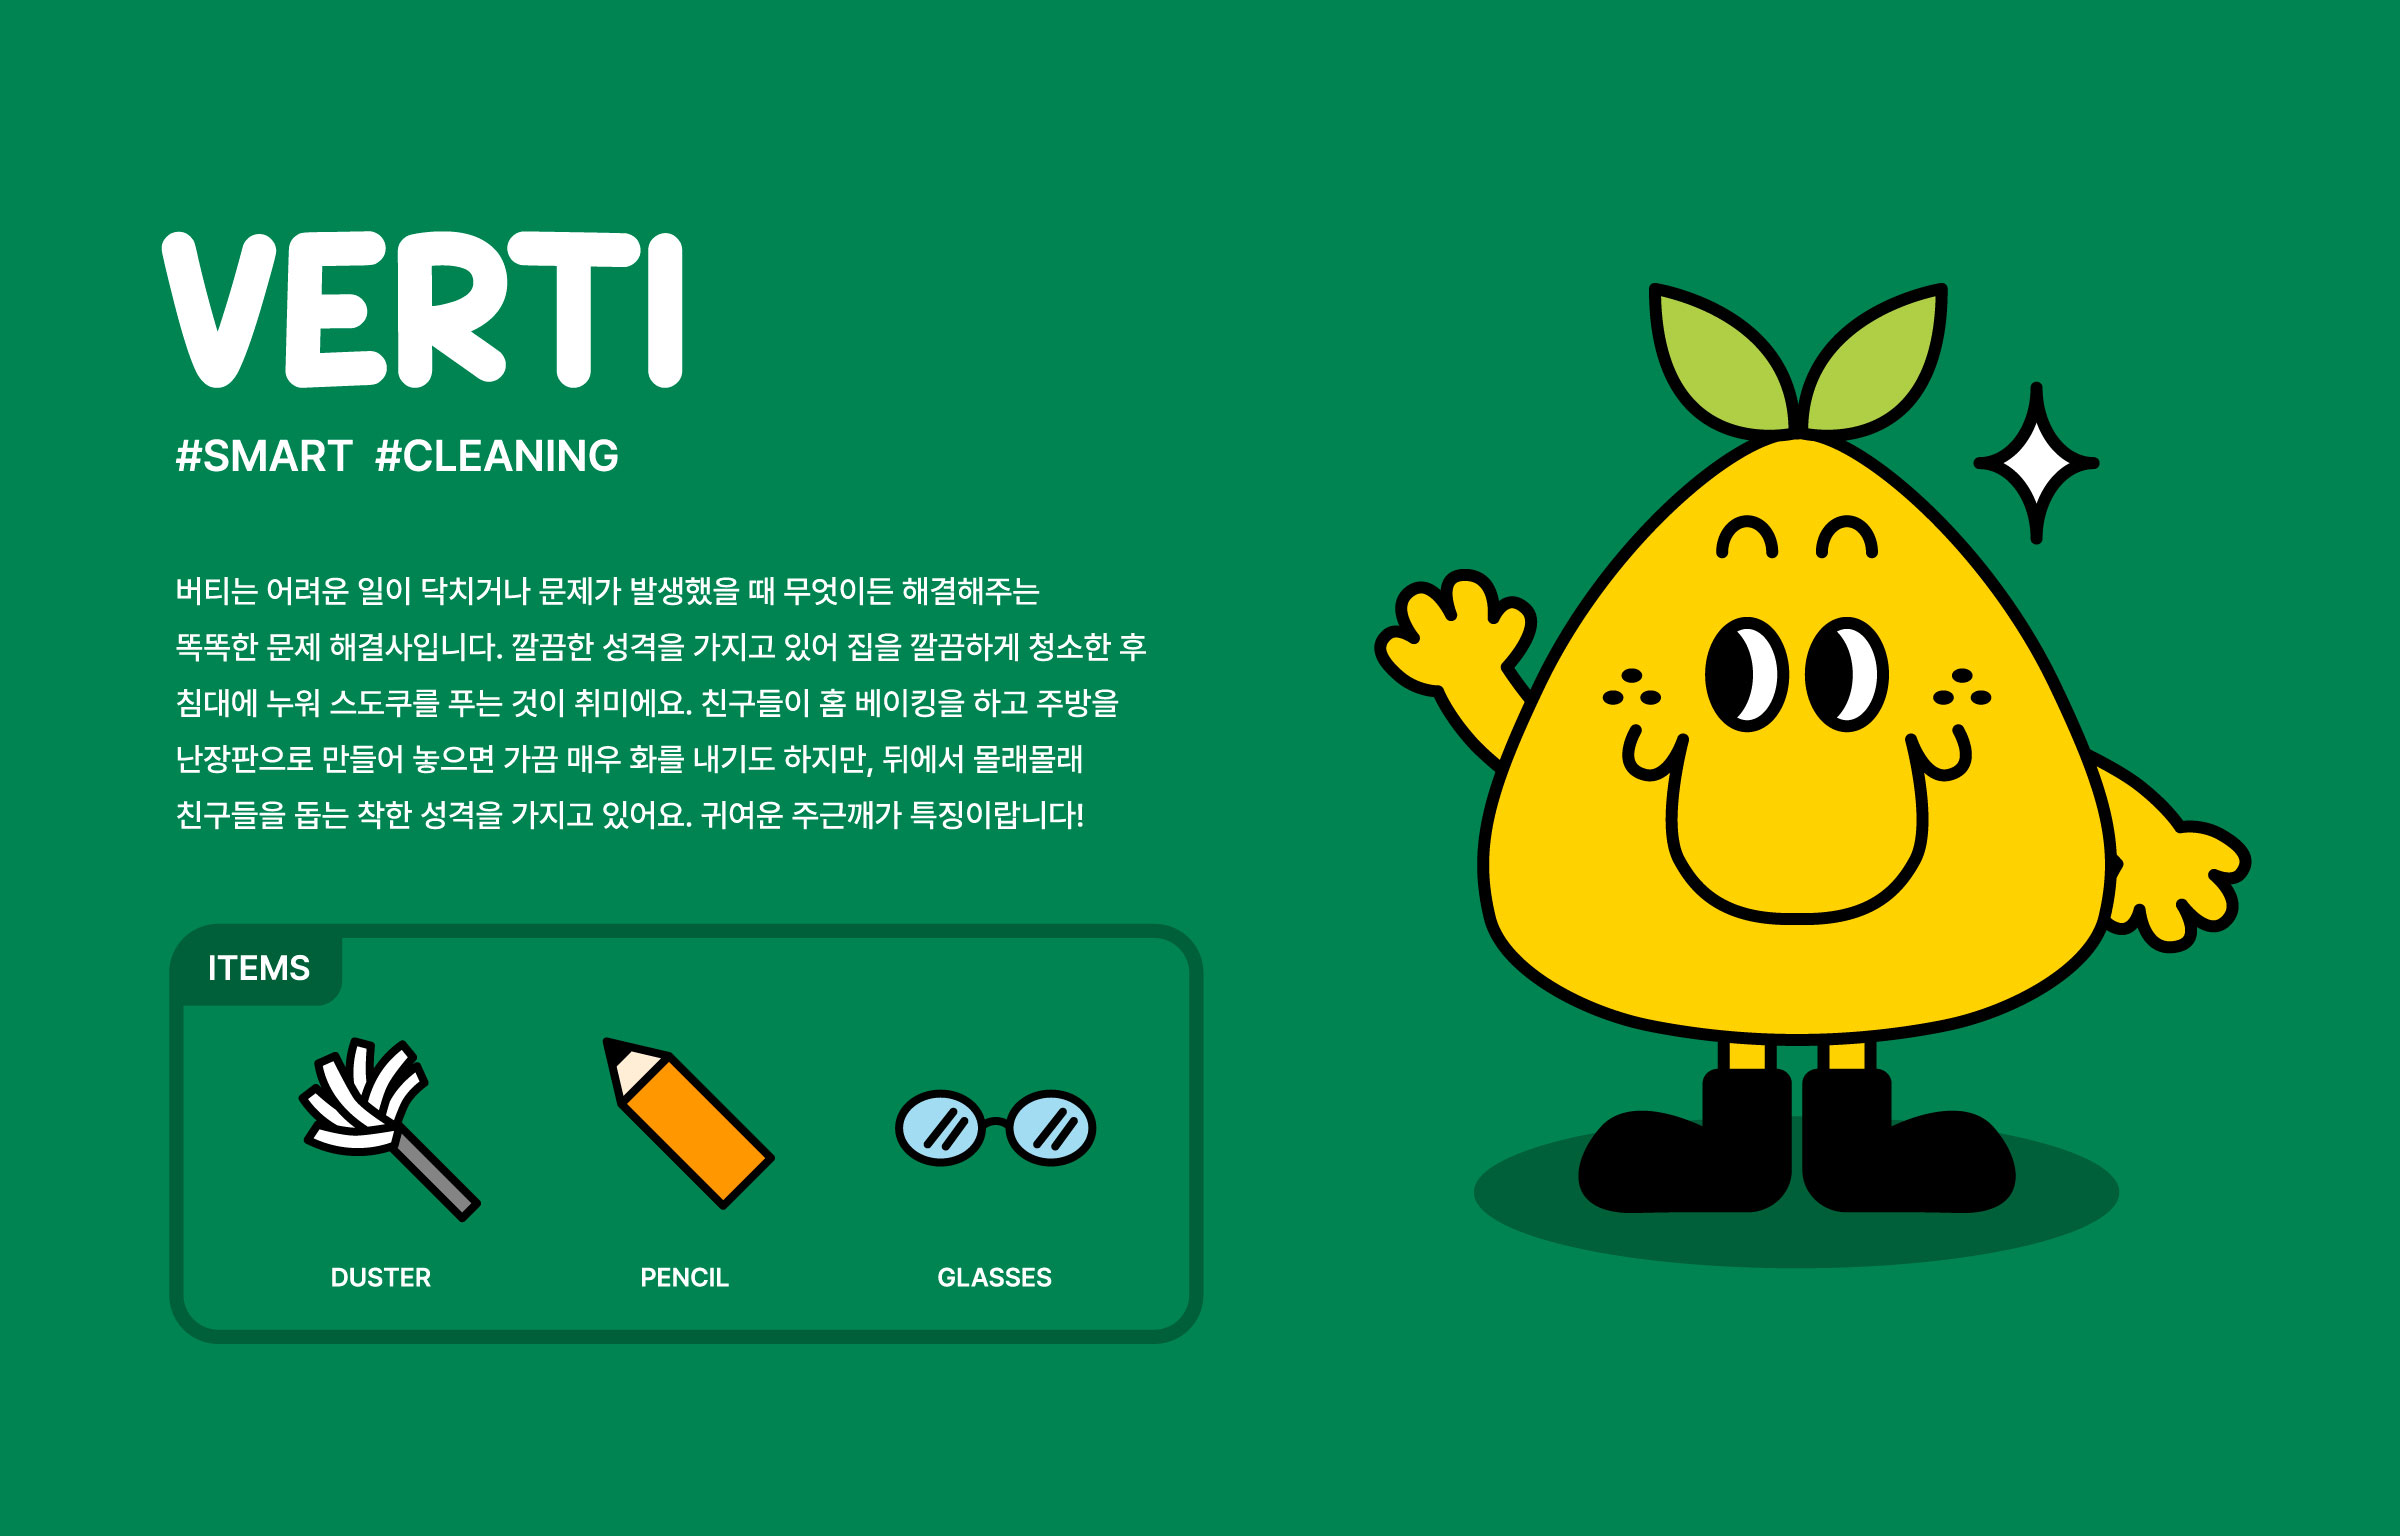 VERTI
#SMART #CLEANING
버티는 어려운 일이 닥치거나 문제가 발생했을 때 무엇이든 해결해주는
똑똑한 문제 해결사입니다. 깔끔한 성격을 가지고 있어 집을 깔끔하게 청소한 후
침대에 누워 스도쿠를 푸는 것이 취미에요. 친구들이 홈 베이킹을 하고 주방을
난장판으로 만들어 놓으면 가끔 매우 화를 내기도 하지만, 뒤에서 몰래몰래
친구들을 돕는 착한 성격을 가지고 있어요. 귀여운 주근깨가 특징이랍니다!
ITEMS
DUSTER
PENCIL
GLASSES